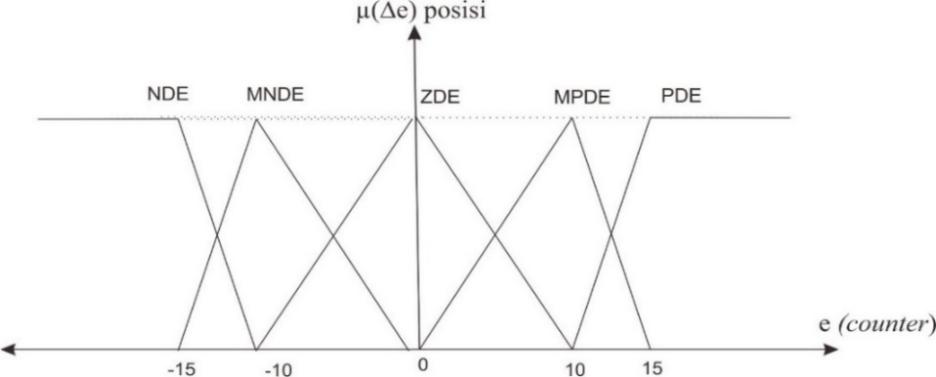 µ(Δe) posisi
NDE MNDE ZDE MPDE PDE
e (counter)
-15 -10 0 10 15